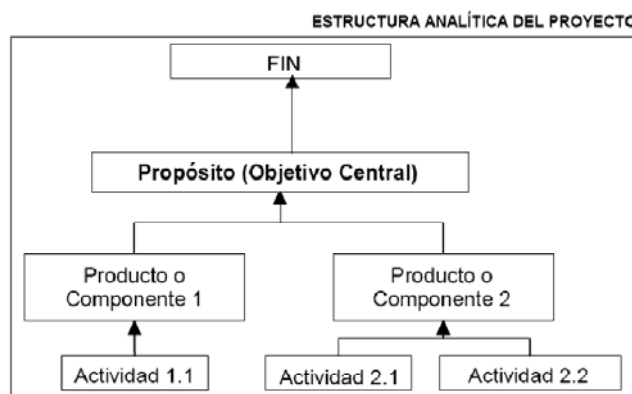 ESTRUCTURA ANALÍTICA DEL PROYECTO
FIN
Propósito (Objetivo Central)
Producto o
Componente 1
Producto o
Componente 2
Actividad 1.1
Actividad 2.1
Actividad 2.2